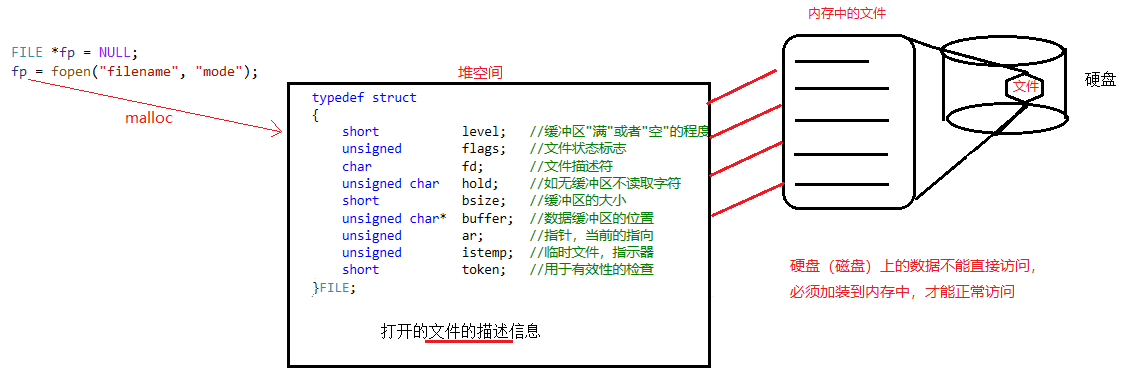 FILE *fp = NULL;
fp = fopen("filename", "mode");
malloc
堆空间
typedef struct
{
short level; //缓冲区"满"或者"空"的程度
unsigned flags; //文件状态标志
char fd; //文件描述符
unsigned char hold; //如无缓冲区不读取字符
short bsize; //缓冲区的大小
unsigned char* buffer; //数据缓冲区的位置
unsigned ar; //指针，当前的指向
unsigned istemp; //临时文件，指示器
short token; //用于有效性的检查
}FILE;
打开的文件的描述信息
内存中的文件
文件
硬盘
硬盘（磁盘）上的数据不能直接访问，
必须加装到内存中，才能正常访问